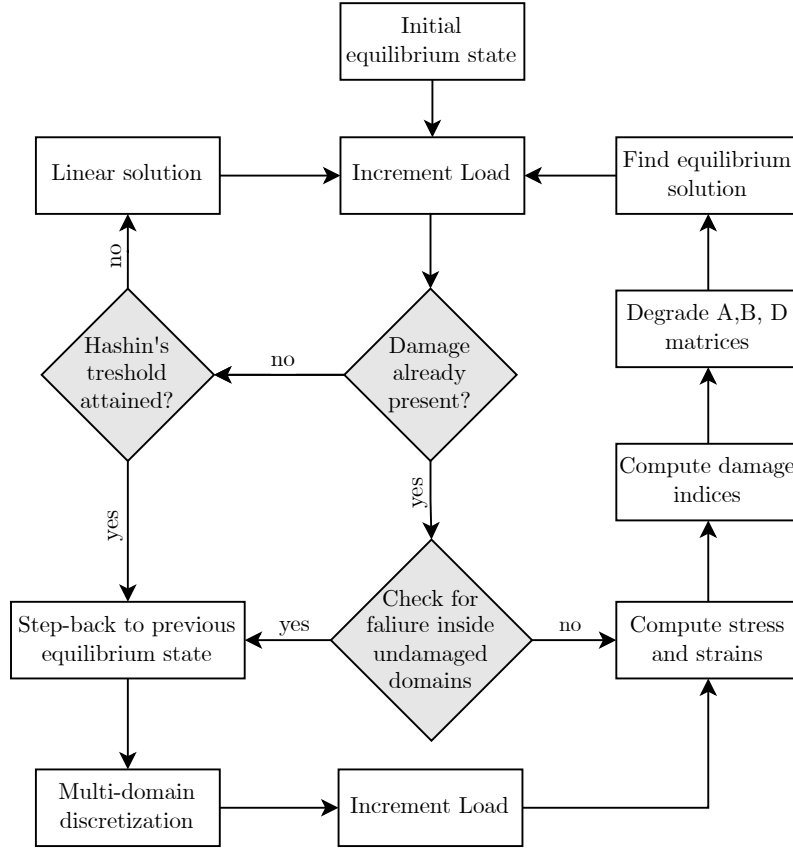 Initial
equilibrium state
Linear solution
Increment Load
Find equilibrium
solution
no
Degrade A,B, D
matrices
Hashin's
treshold
attained?
no
Damage
already
present?
Compute damage
indices
yes
yes
Step-back to previous
equilibrium state
yes
Check for
faliure inside
undamaged
domains
no
Compute stress
and strains
Multi-domain
discretization
Increment Load